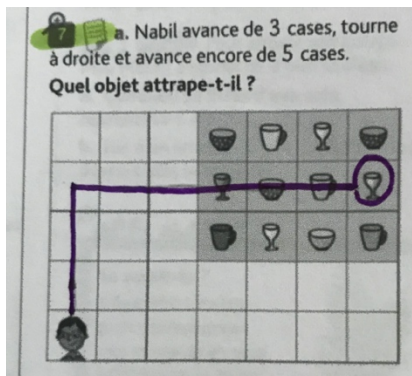 7 a. Nabil avance de 3 cases, tourne
à droite et avance encore de 5 cases.
Quel objet attrape-t-il ?